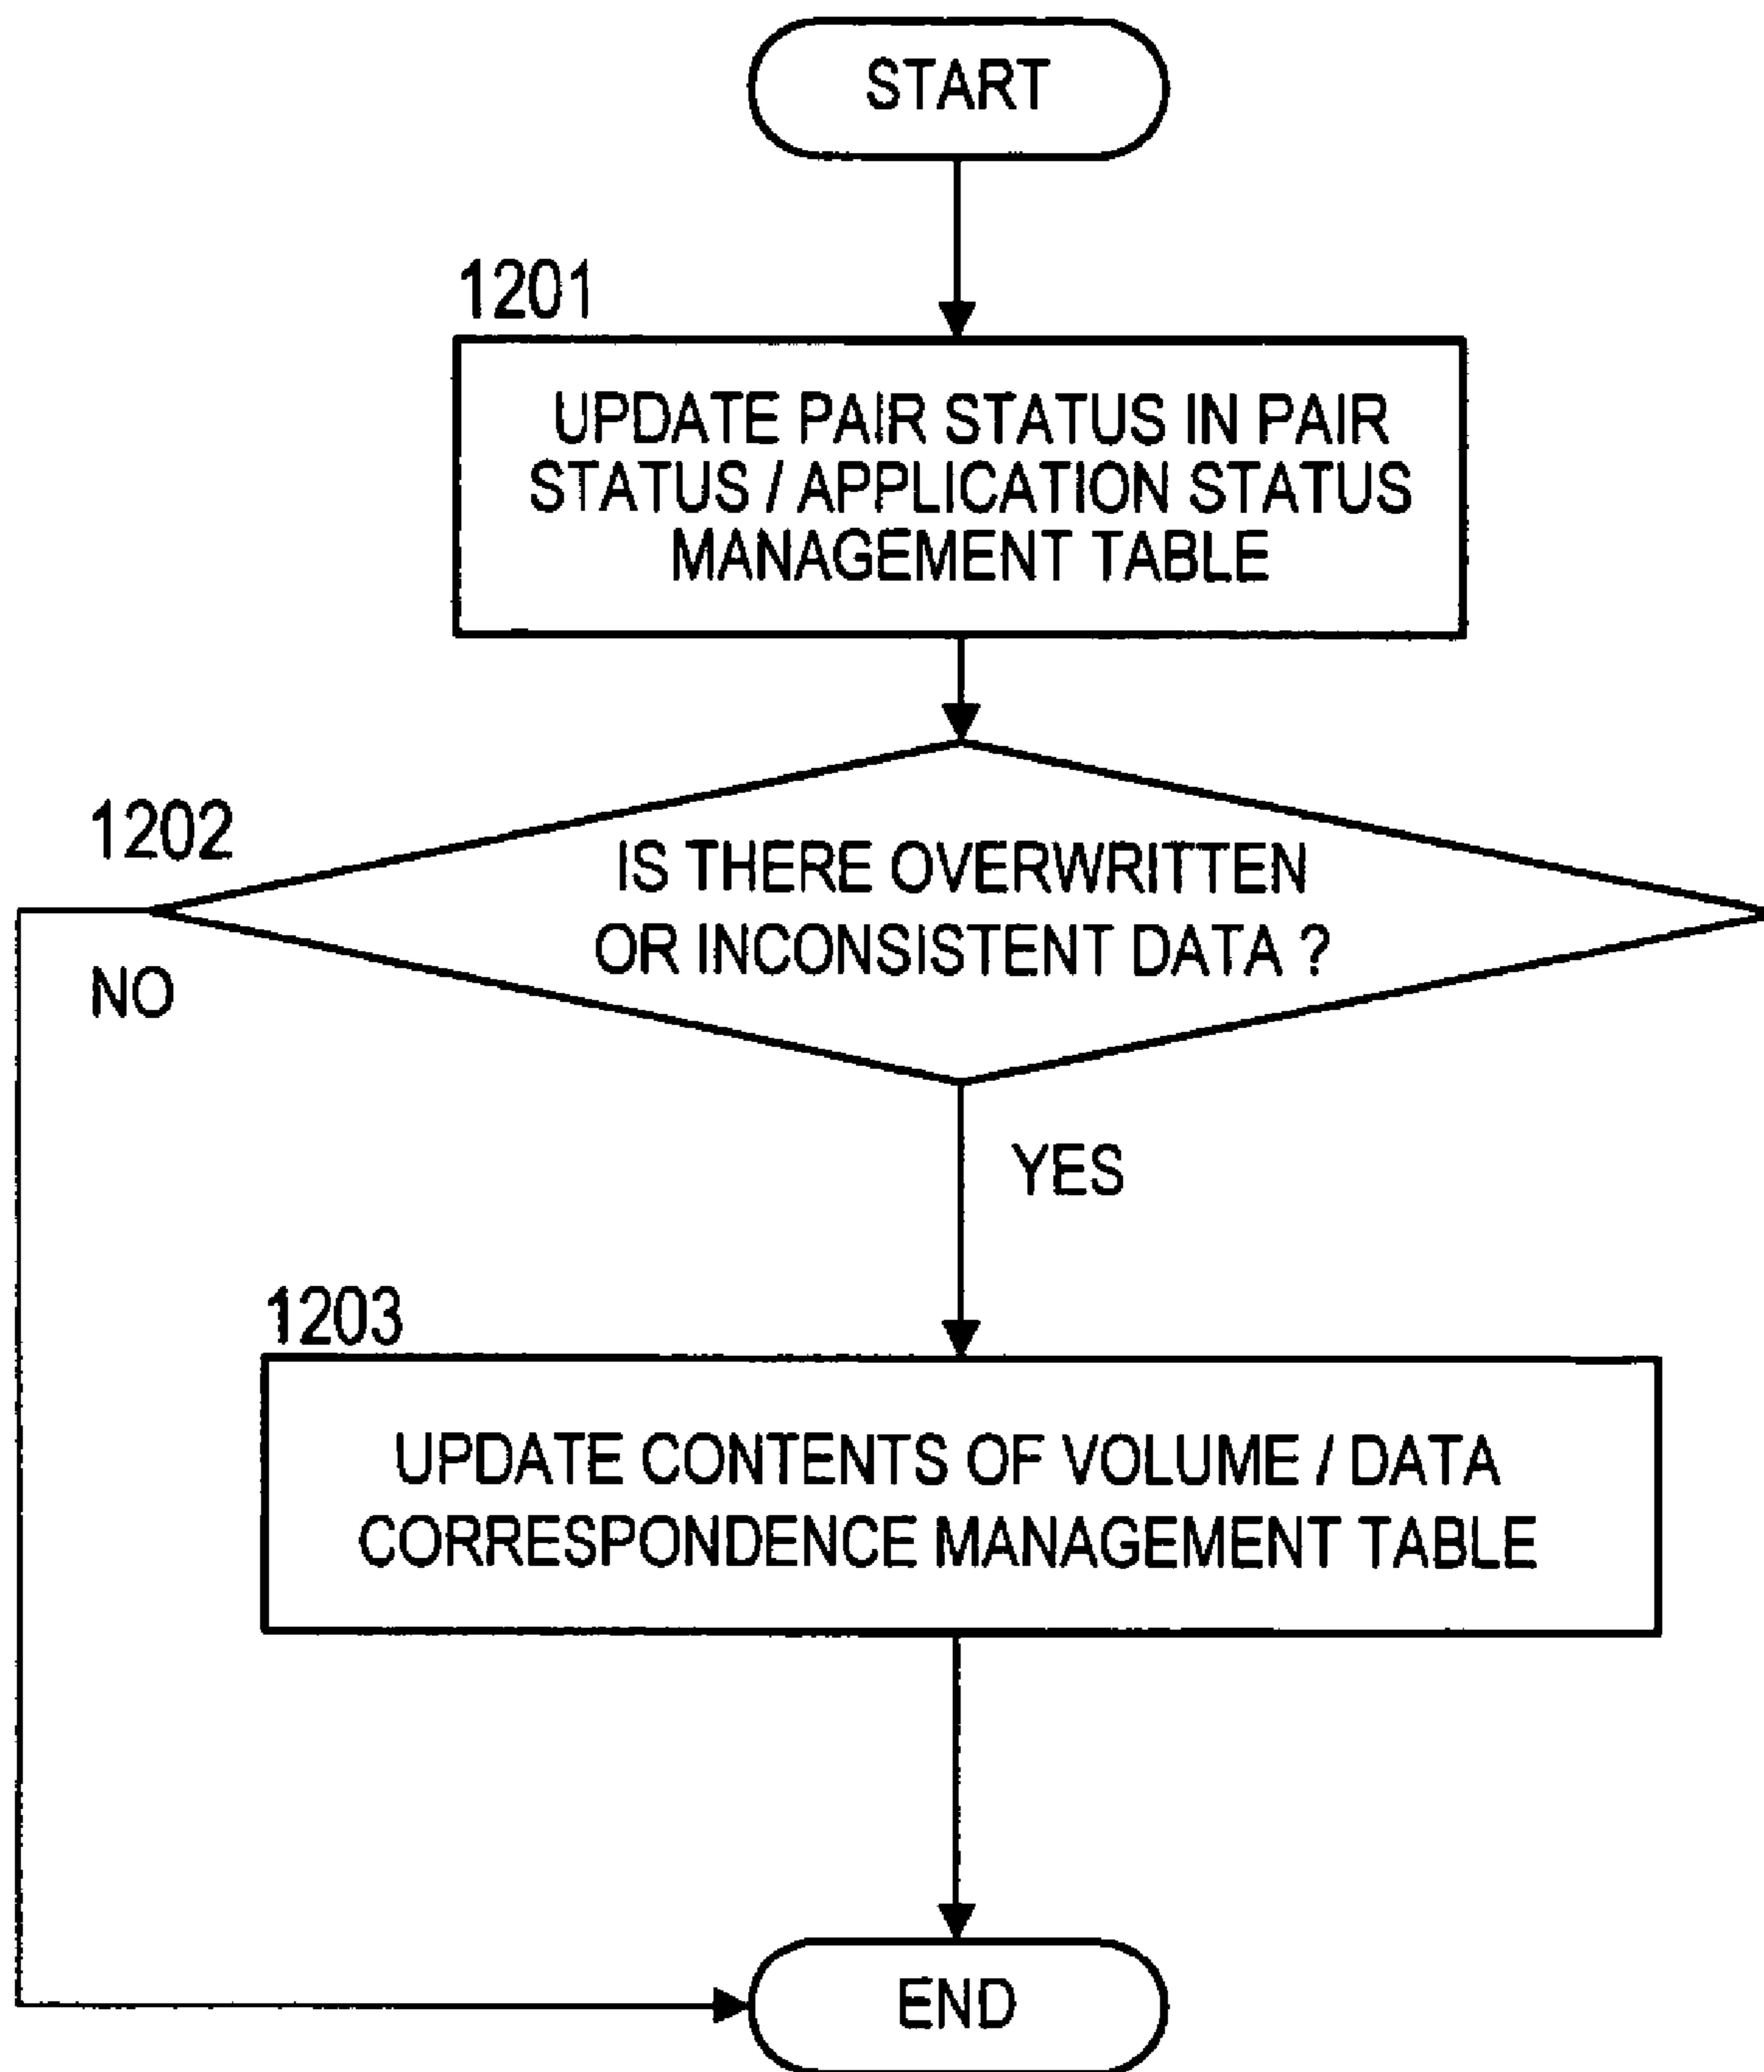 START
1201
UPDATE PAIR STATUS IN PAIR
STATUS / APPLICATION STATUS
MANAGEMENT TABLE
1202
IS THERE OVERWRITTEN
OR INCONSISTENT DATA ?
NO
YES
1203
UPDATE CONTENTS OF VOLUME / DATA
CORRESPONDENCE MANAGEMENT TABLE
END